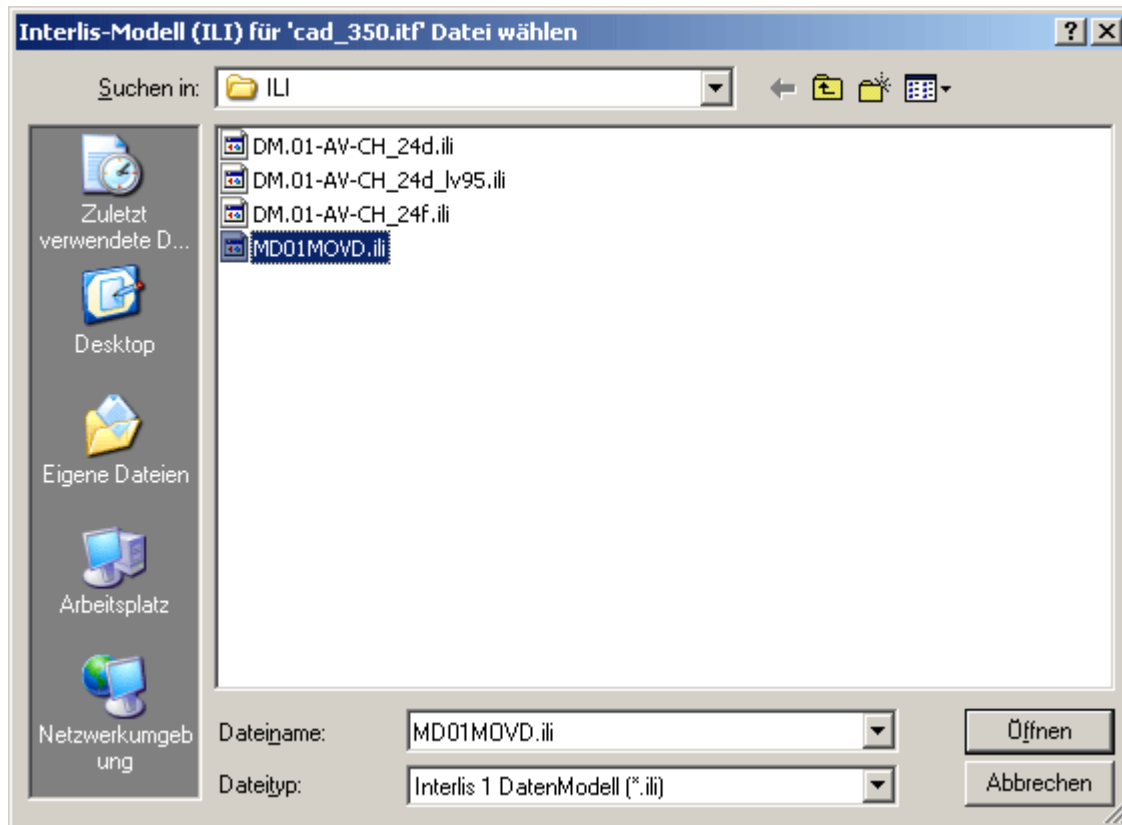 Interlis-Modell (ILI) für 'cad_350.itf' Datei wählen
Suchen in:
ILI
DM.01-AV-CH_24d.ili
DM.01-AV-CH_24d_lv95.ili
DM.01-AV-CH_24f.ili
MD01MOVD.ili
Zuletzt
verwendete D...
Desktop
Eigene Dateien
Arbeitsplatz
Netzwerkumgeb
ung
Dateiname:
MD01MOVD.ili
Öffnen
Dateityp:
Interlis 1 DatenModell (*.ili)
Abbrechen